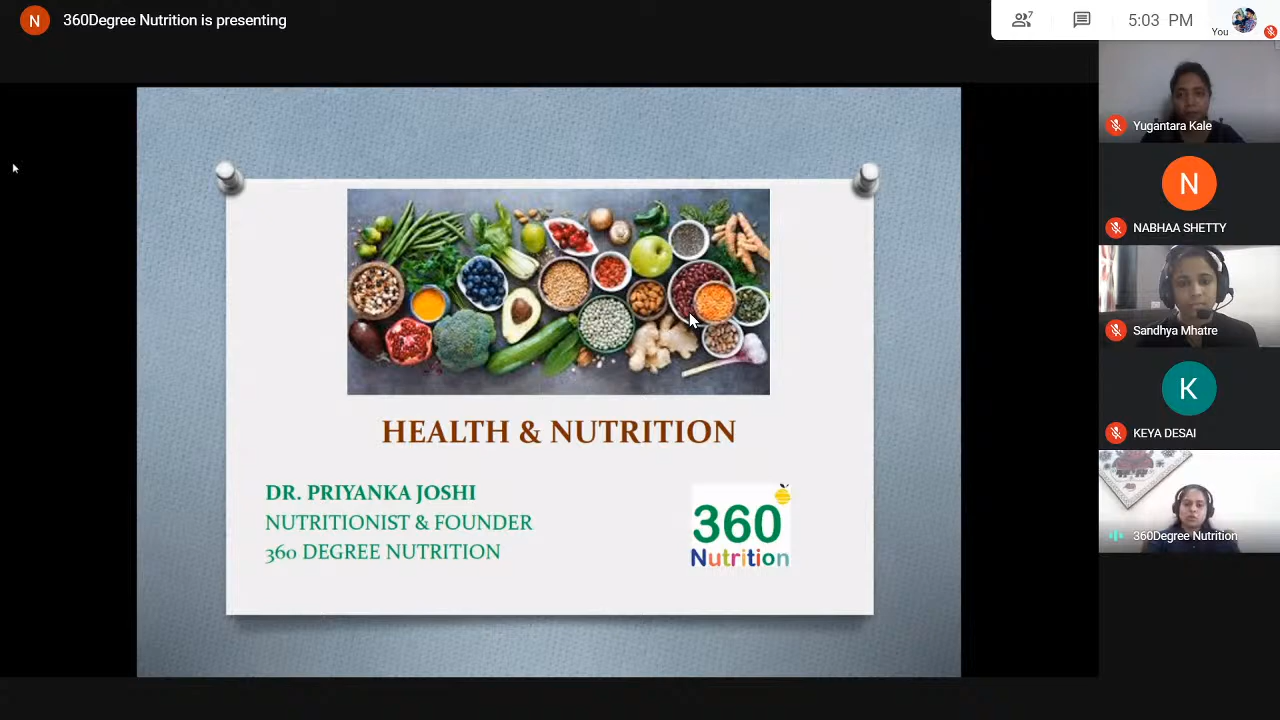 N 360Degree Nutrition is presenting
7
5:03 PM
You
Yugantara Kale
N
NABHAA SHETTY
Sandhya Mhatre
K
KEYA DESAI
360Degree Nutrition
HEALTH & NUTRITION
DR. PRIYANKA JOSHI
NUTRITIONIST & FOUNDER
360 DEGREE NUTRITION
360
Nutrition